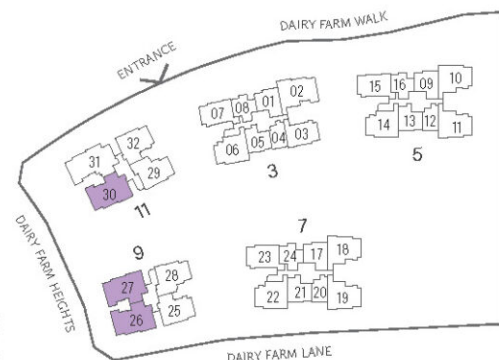 DAIRY FARM WALK
ENTRANCE
15 16 09 10
14 13 12 11
5
07 08 01 02
06 05 04 03
3
31 32
30 29
11
9
27 28
26 25
7
23 24 17 18
22 21 20 19
DAIRY FARM HEIGHTS
DAIRY FARM LANE